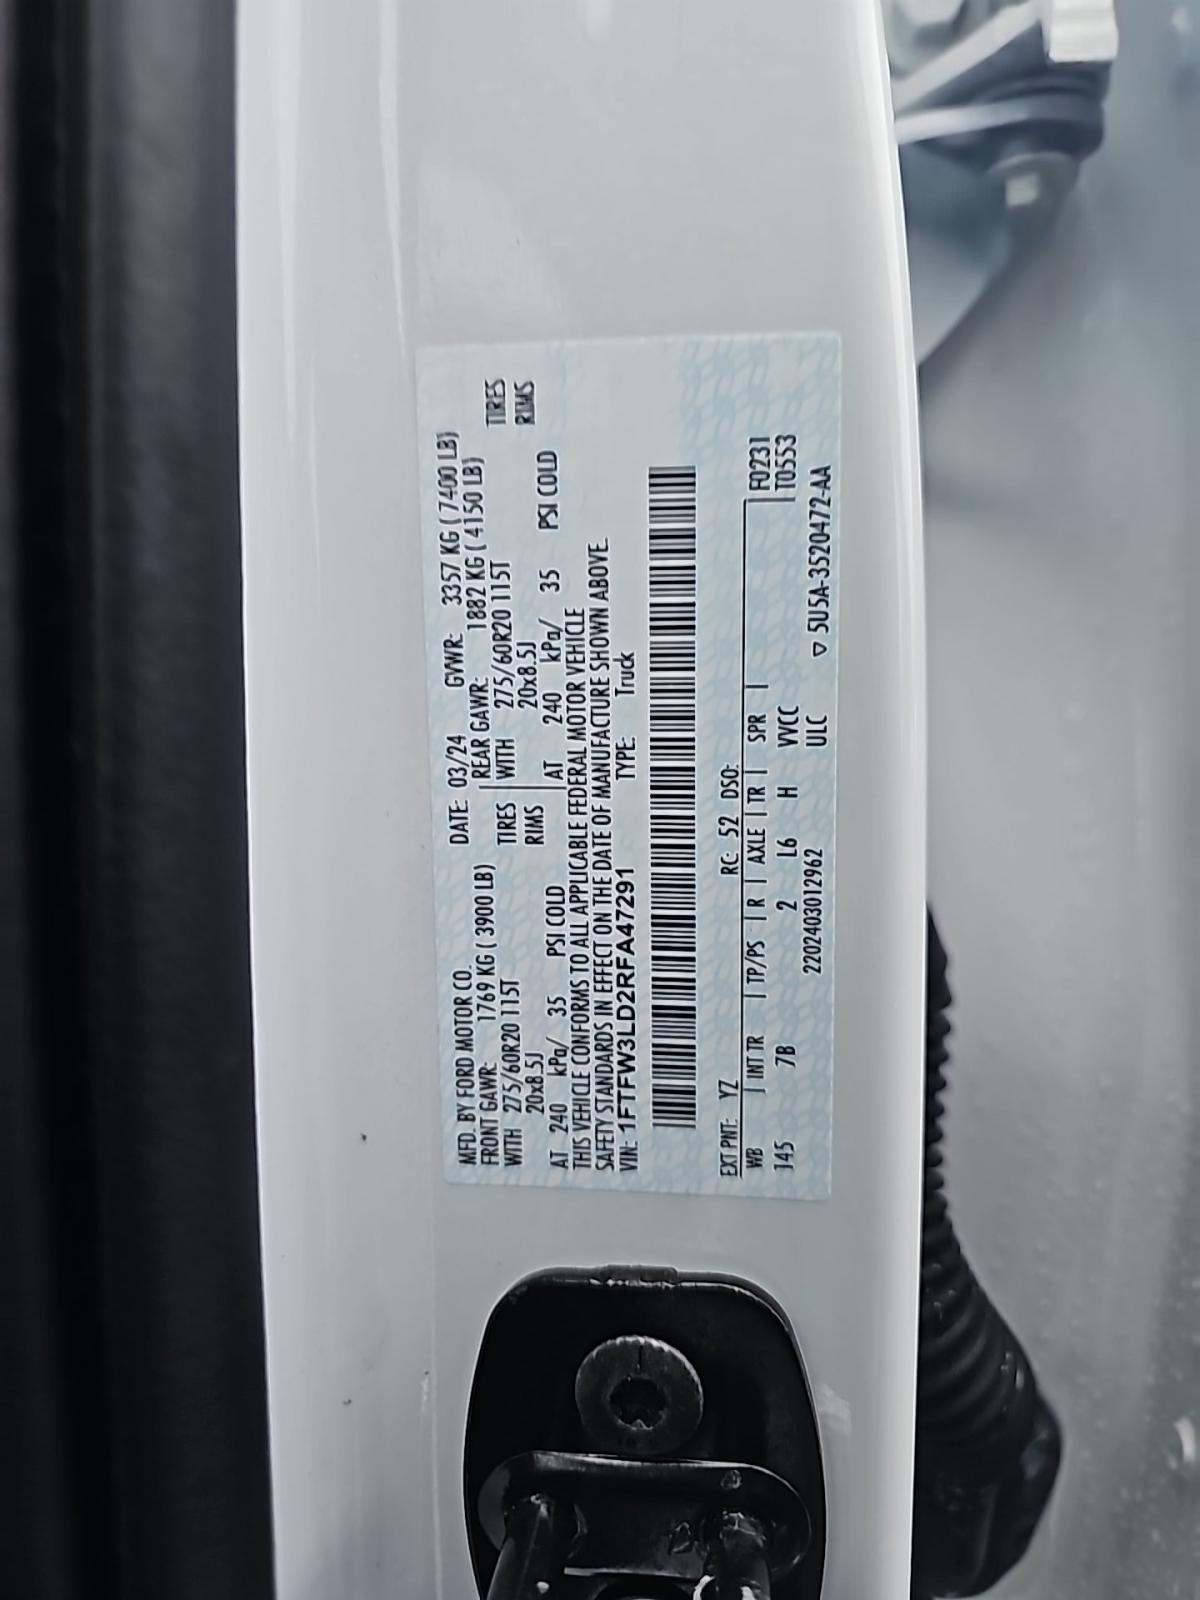 MFD. BY FORD MOTOR CO. DATE: 03/24 GVWR: 3357 KG ( 7400 LB)
FRONT GAWR: 1769 KG ( 3900 LB) REAR GAWR: 1882 KG ( 4150 LB)
WITH 275/60R20 115T TIRES WITH 275/60R20 115T TIRES
20x8.5J RIMS 20x8.5J RIMS
AT 240 kPa/ 35 PSI COLD AT 240 kPa/ 35 PSI COLD
THIS VEHICLE CONFORMS TO ALL APPLICABLE FEDERAL MOTOR VEHICLE
SAFETY STANDARDS IN EFFECT ON THE DATE OF MANUFACTURE SHOWN ABOVE.
VIN: 1FTFW3LD2RFA47291 TYPE: Truck
EXT PNT: YZ RC: 52 DSO:
WB | INT TR | TP/PS | R | AXLE | TR | SPR | F0231
145 7B 2 L6 H WCC T0553
2202403012962 ULC ▽ 5U5A-3520472-AA